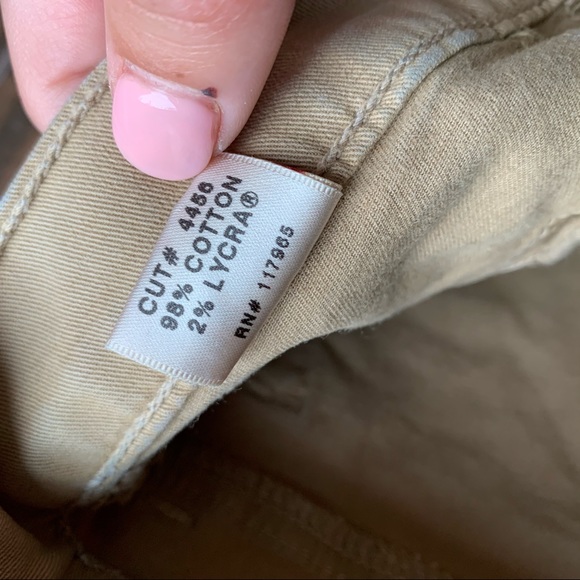 CUT# 4456
98% COTTON
2% LYCRA®
RN# 117965